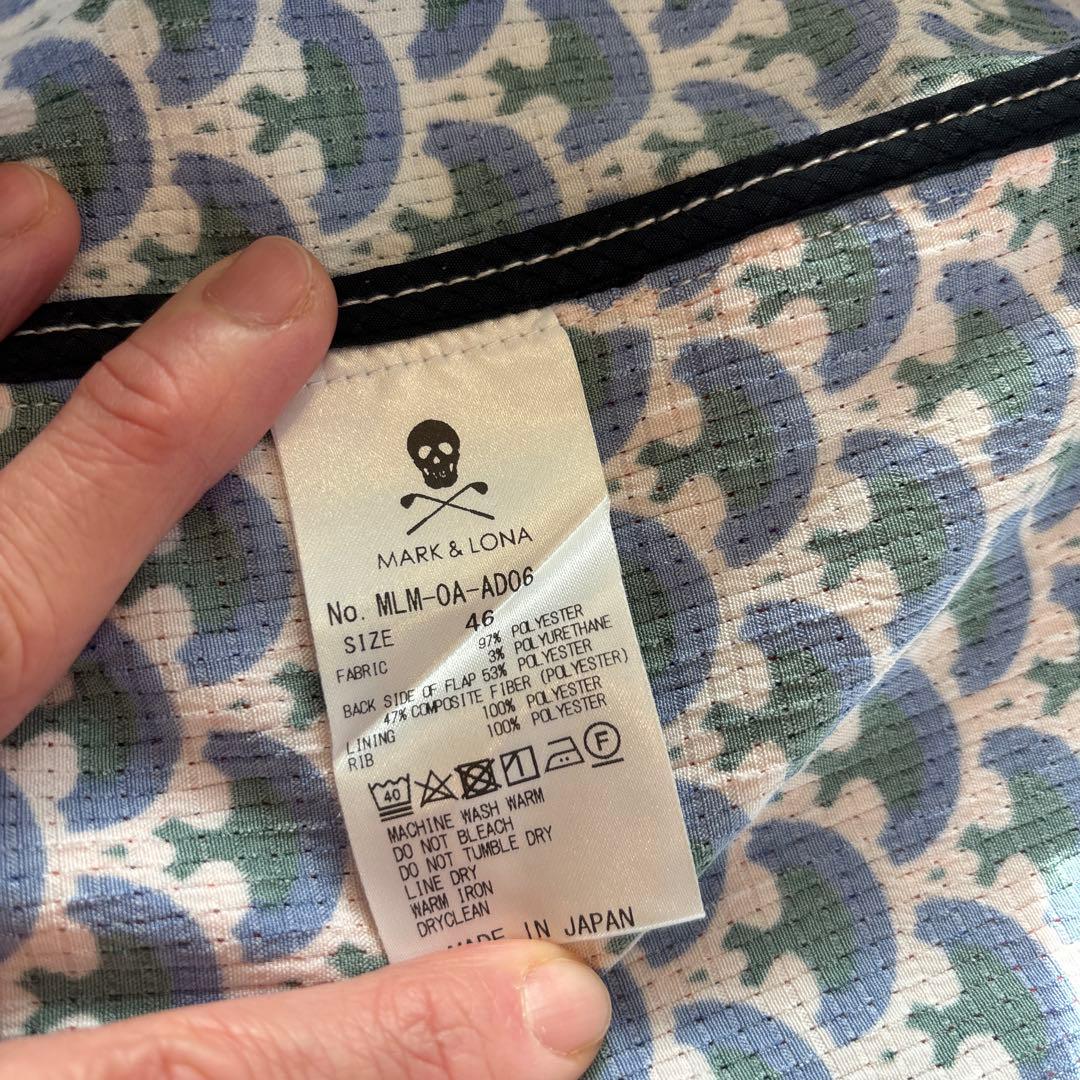 MARK & LONA
No. MLM-0A-AD06
SIZE 46
FABRIC 97% POLYESTER
3% POLYURETHANE
BACK SIDE OF FLAP 53% POLYESTER
47% COMPOSITE FIBER (POLYESTER)
LINING 100% POLYESTER
RIB 100% POLYESTER
40 F
MACHINE WASH WARM
DO NOT BLEACH
DO NOT TUMBLE DRY
LINE DRY
WARM IRON
DRYCLEAN
MADE IN JAPAN